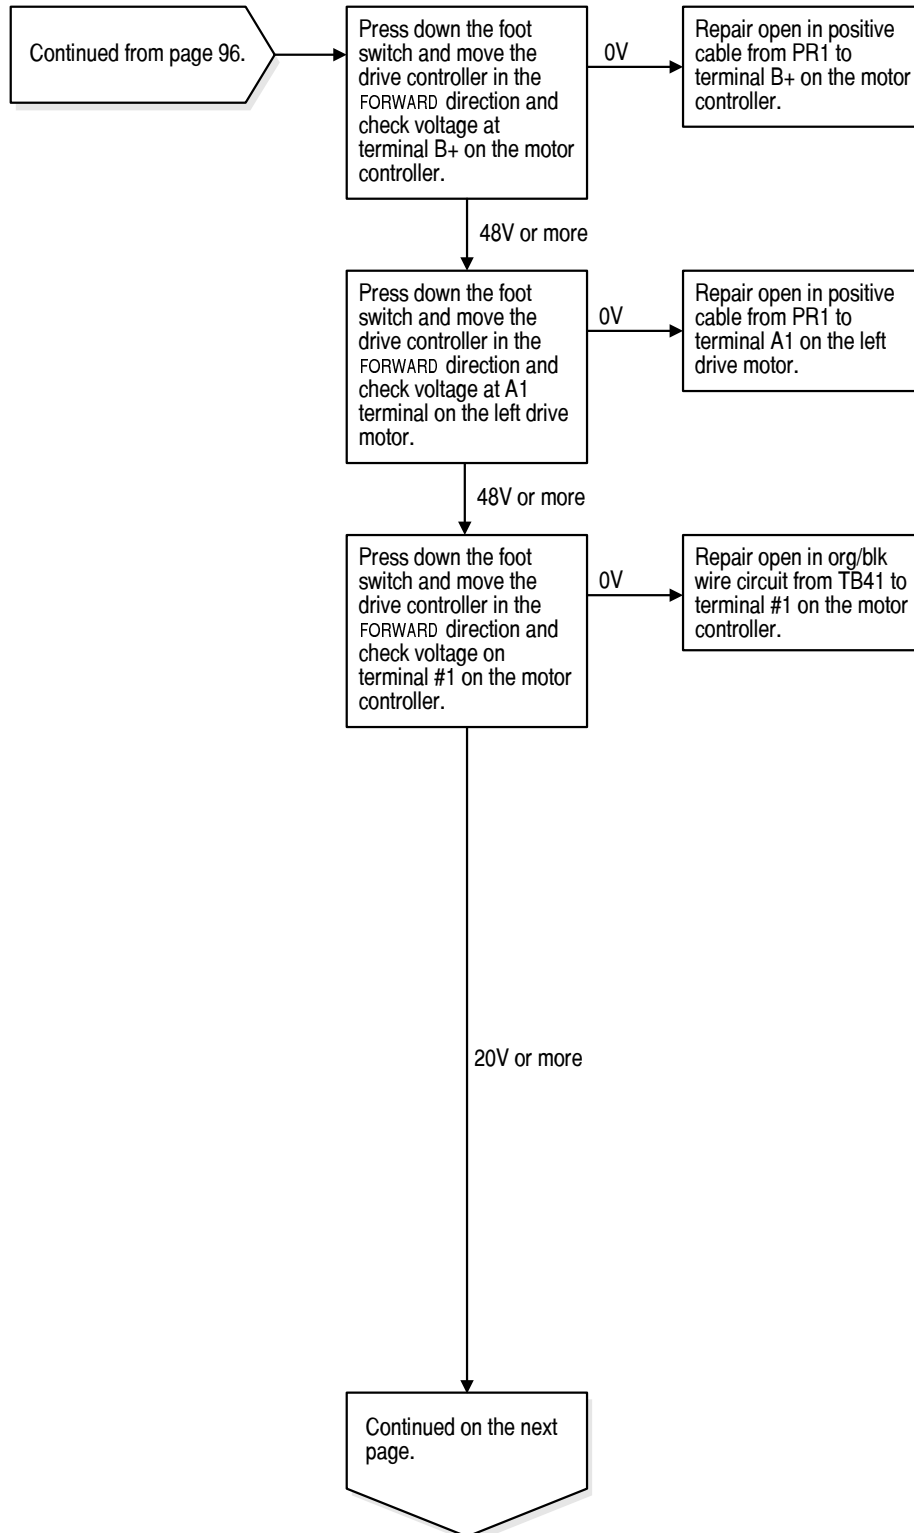 Continued from page 96.
Press down the foot
switch and move the
drive controller in the
FORWARD direction and
check voltage at
terminal B+ on the motor
controller.
0V
Repair open in positive
cable from PR1 to
terminal B+ on the motor
controller.
48V or more
Press down the foot
switch and move the
drive controller in the
FORWARD direction and
check voltage at A1
terminal on the left drive
motor.
0V
Repair open in positive
cable from PR1 to
terminal A1 on the left
drive motor.
48V or more
Press down the foot
switch and move the
drive controller in the
FORWARD direction and
check voltage on
terminal #1 on the motor
controller.
0V
Repair open in org/blk
wire circuit from TB41 to
terminal #1 on the motor
controller.
20V or more
Continued on the next
page.